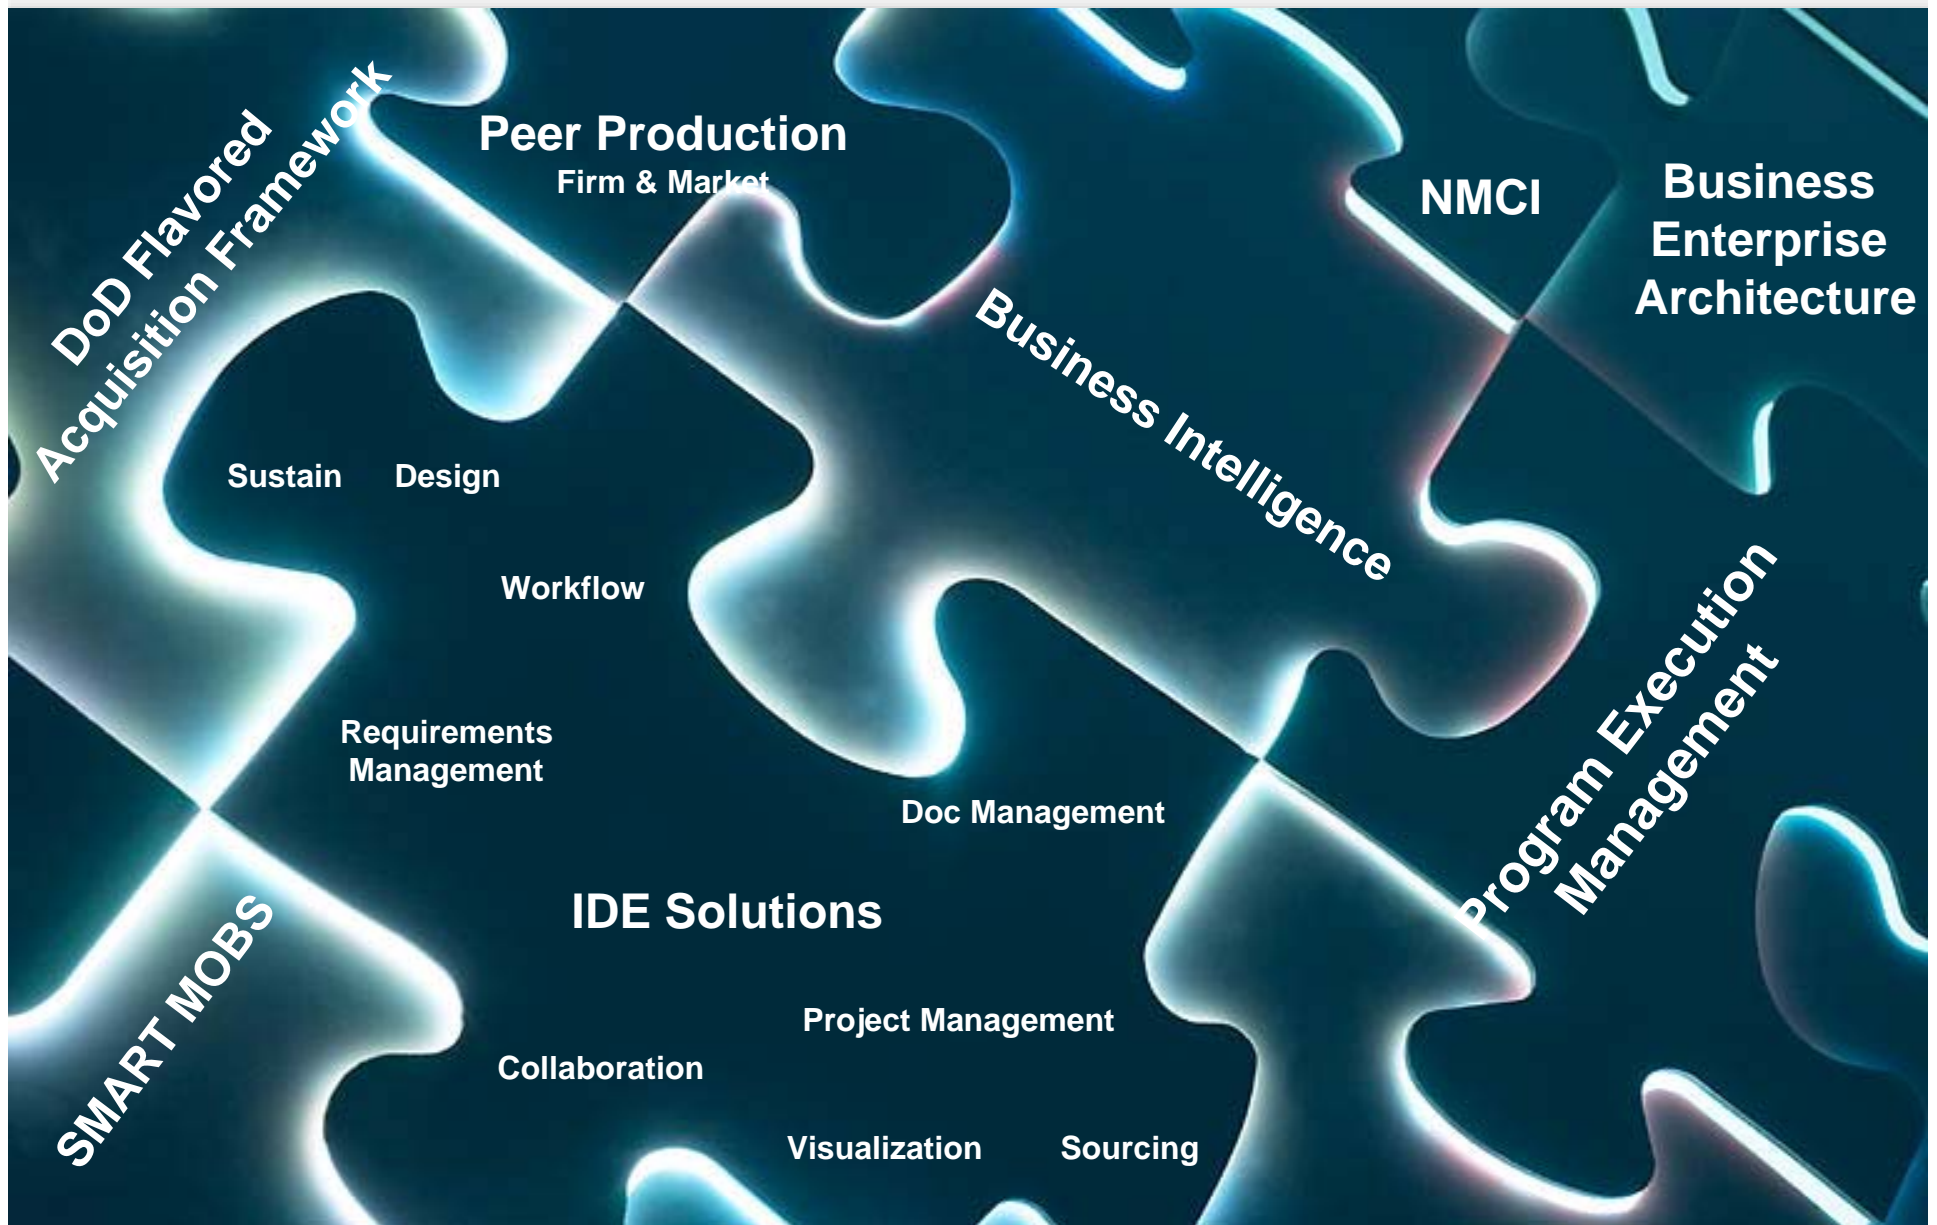 DoD Flavored
Acquisition Framework
Peer Production
Firm & Market
NMCI
Business
Enterprise
Architecture
Business Intelligence
Sustain
Design
Workflow
Requirements
Management
Doc Management
Program Execution
Management
IDE Solutions
SMART MOBS
Project Management
Collaboration
Visualization
Sourcing